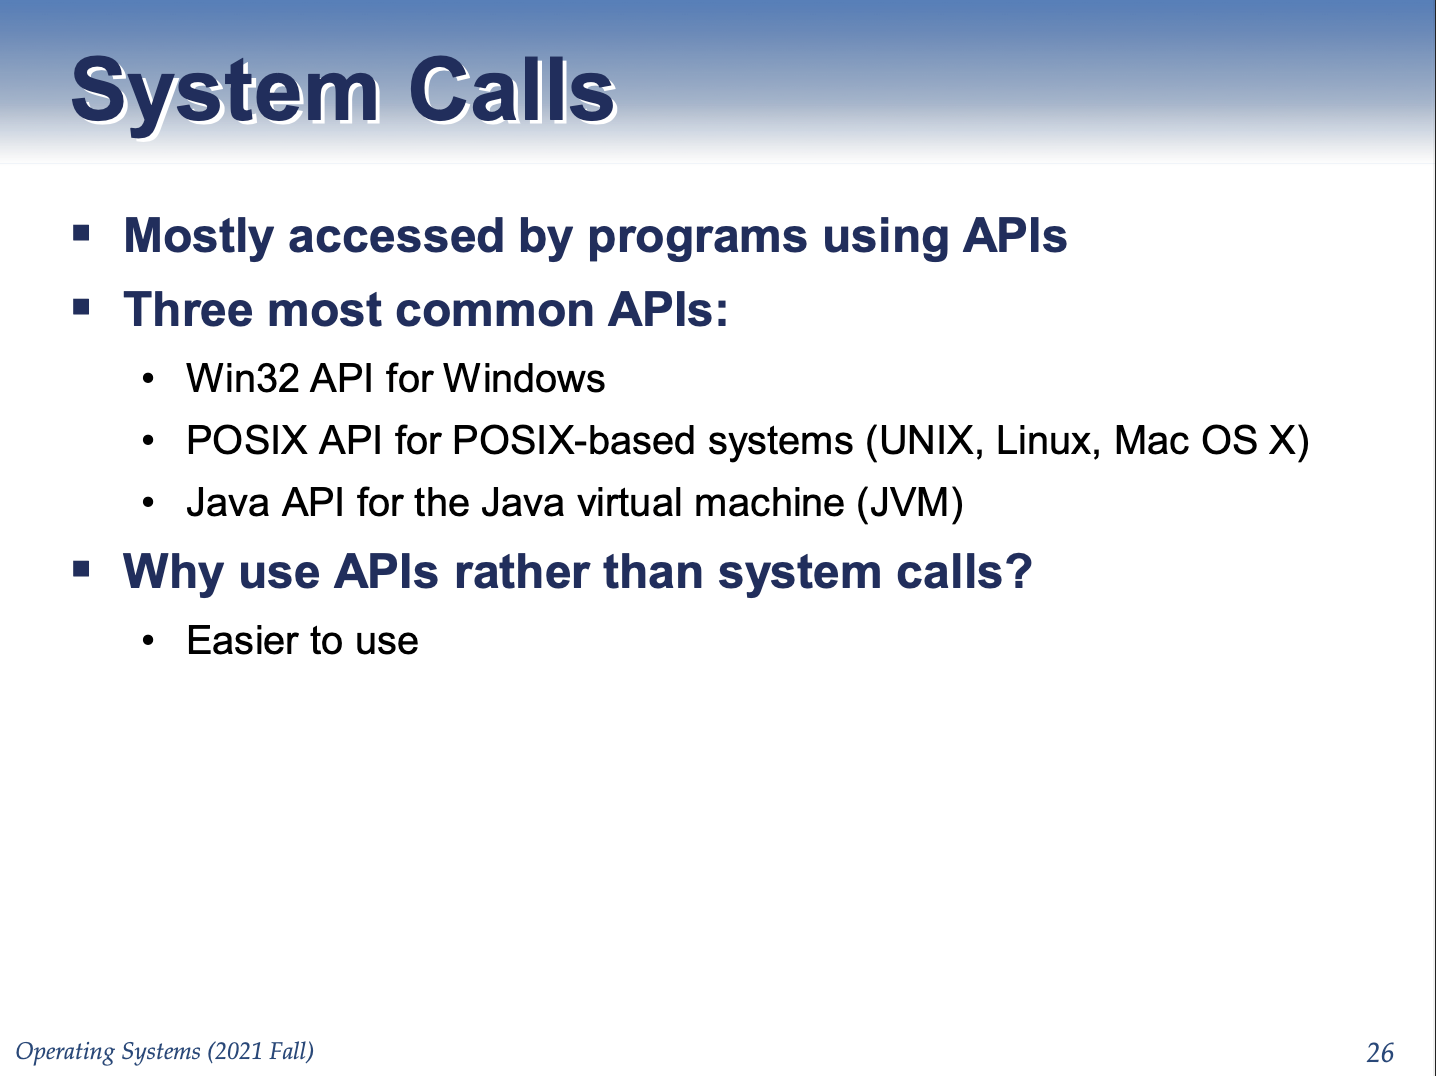 System Calls
▪ Mostly accessed by programs using APIs
▪ Three most common APIs:
• Win32 API for Windows
• POSIX API for POSIX-based systems (UNIX, Linux, Mac OS X)
• Java API for the Java virtual machine (JVM)
▪ Why use APIs rather than system calls?
• Easier to use
Operating Systems (2021 Fall)
26